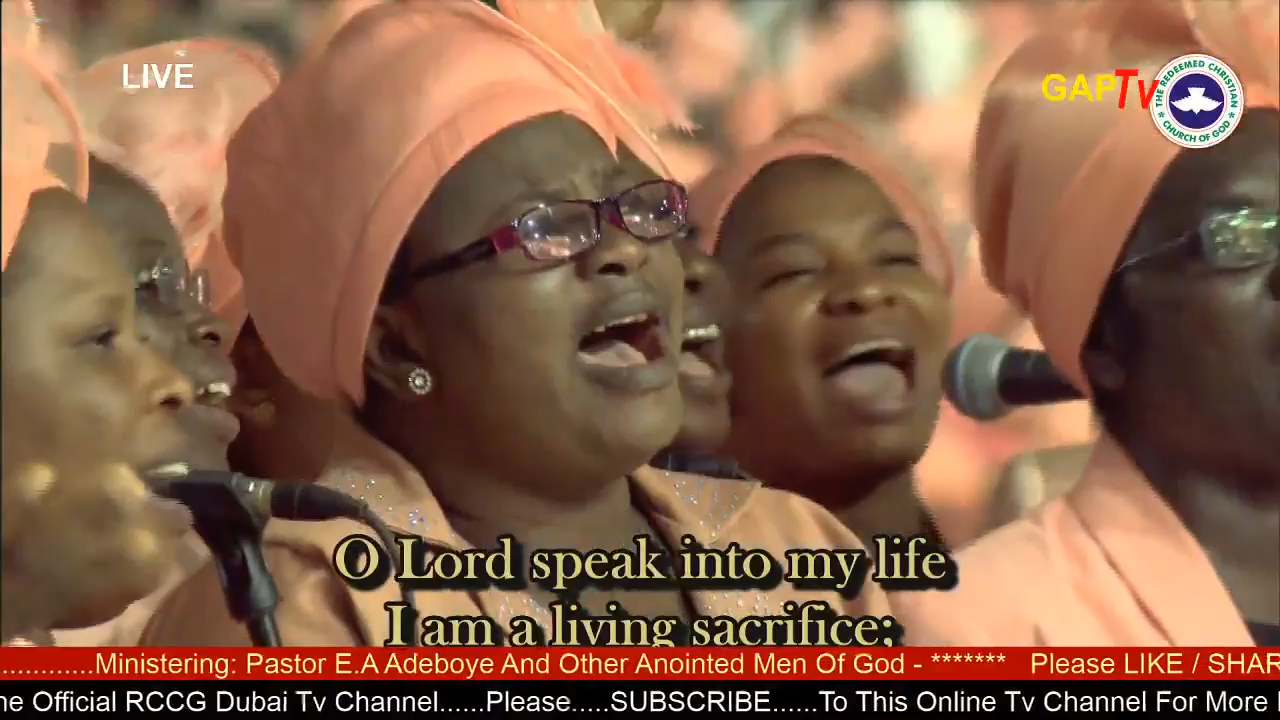 LIVE
GAPTv
THE REDEEMED CHRISTIAN
CHURCH OF GOD
O Lord speak into my life
I am a living sacrifice;
............Ministering: Pastor E.A Adeboye And Other Anointed Men Of God - ******* Please LIKE / SHAR
he Official RCCG Dubai Tv Channel......Please.....SUBSCRIBE......To This Online Tv Channel For More